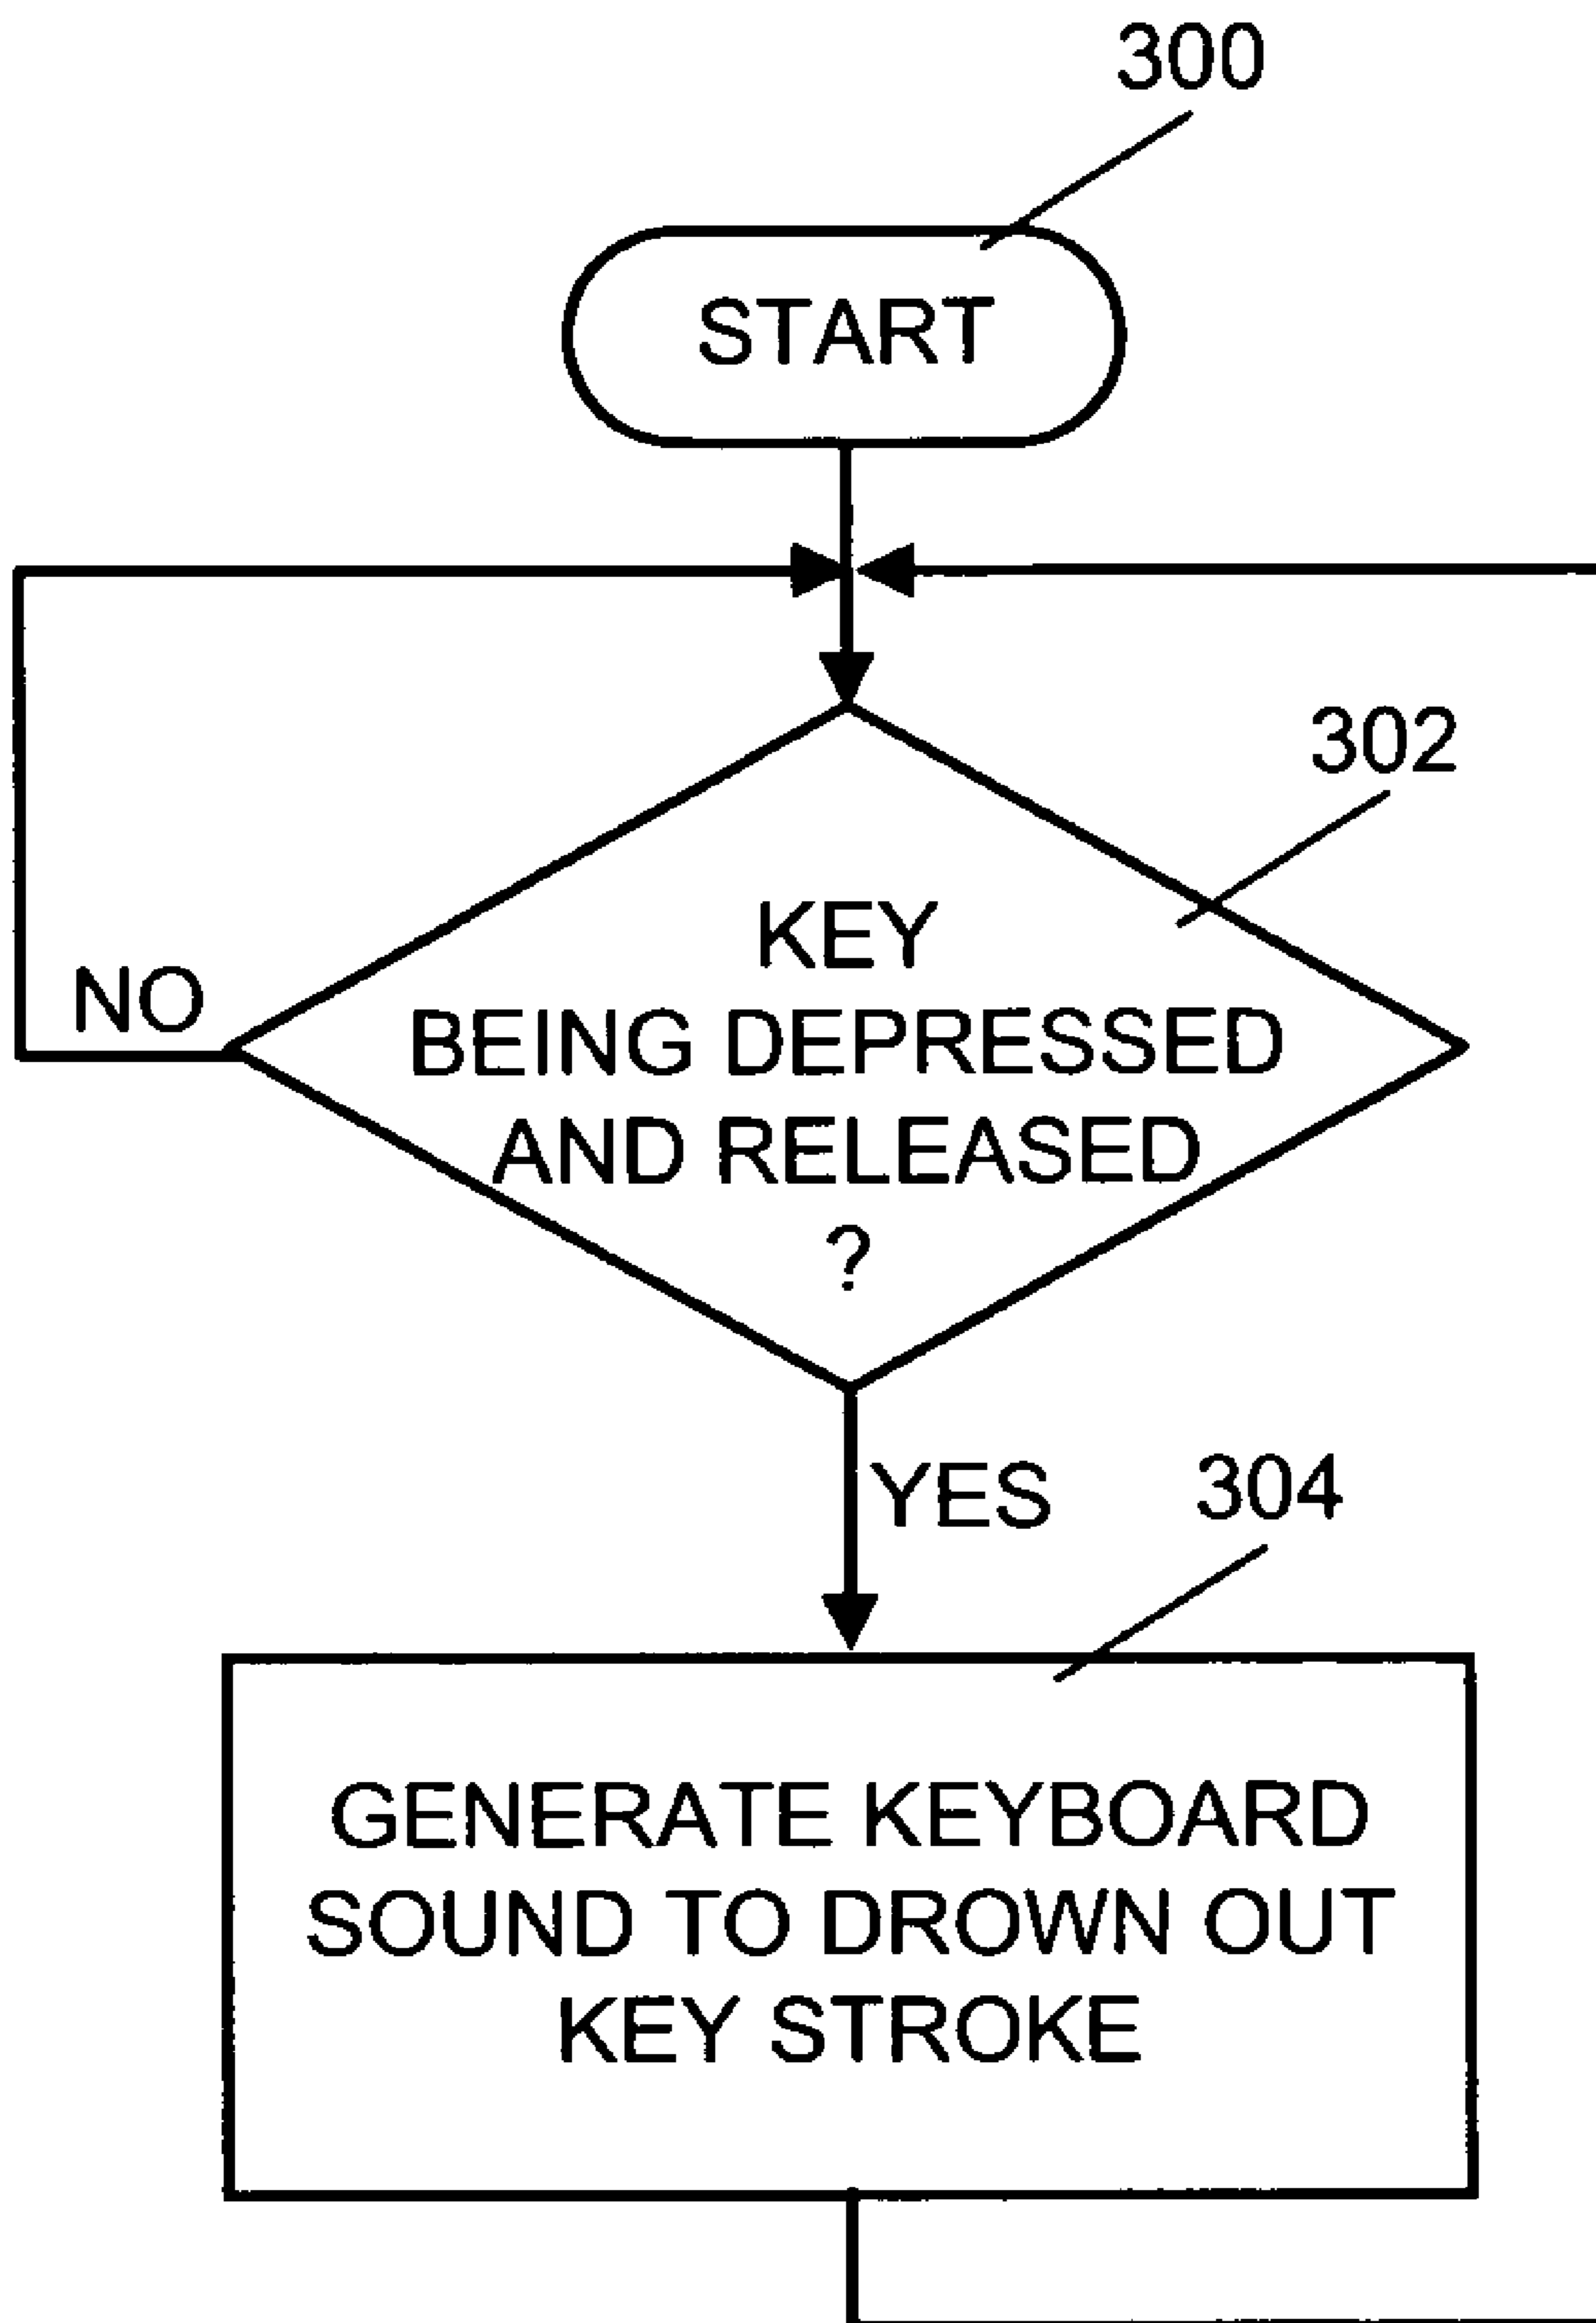 300
START
302
KEY
BEING DEPRESSED
AND RELEASED
?
NO
YES
304
GENERATE KEYBOARD
SOUND TO DROWN OUT
KEY STROKE